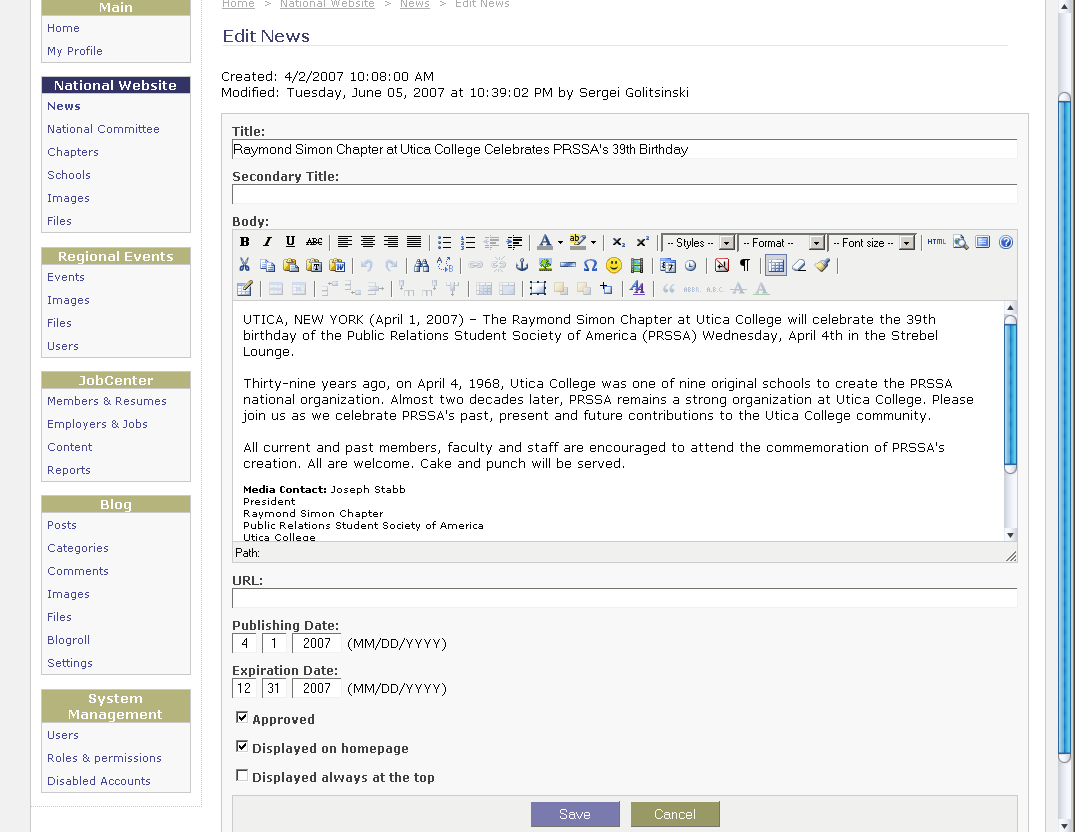 Main
Home
My Profile
National Website
News
National Committee
Chapters
Schools
Images
Files
Regional Events
Events
Images
Files
Users
JobCenter
Members & Resumes
Employers & Jobs
Content
Reports
Blog
Posts
Categories
Comments
Images
Files
Blogroll
Settings
System
Management
Users
Roles & permissions
Disabled Accounts
Home > National Website > News > Edit News
Edit News
Created: 4/2/2007 10:08:00 AM
Modified: Tuesday, June 05, 2007 at 10:39:02 PM by Sergei Golitsinski
Title:
Raymond Simon Chapter at Utica College Celebrates PRSSA's 39th Birthday
Secondary Title:
Body:
B I U ABC -- Styles -- -- Format -- -- Font size -- HTML
UTICA, NEW YORK (April 1, 2007) – The Raymond Simon Chapter at Utica College will celebrate the 39th
birthday of the Public Relations Student Society of America (PRSSA) Wednesday, April 4th in the Strebel
Lounge.
Thirty-nine years ago, on April 4, 1968, Utica College was one of nine original schools to create the PRSSA
national organization. Almost two decades later, PRSSA remains a strong organization at Utica College. Please
join us as we celebrate PRSSA's past, present and future contributions to the Utica College community.
All current and past members, faculty and staff are encouraged to attend the commemoration of PRSSA's
creation. All are welcome. Cake and punch will be served.
Media Contact: Joseph Stabb
President
Raymond Simon Chapter
Public Relations Student Society of America
Utica College
Path:
URL:
Publishing Date:
4 1 2007 (MM/DD/YYYY)
Expiration Date:
12 31 2007 (MM/DD/YYYY)
Approved
Displayed on homepage
Displayed always at the top
Save Cancel